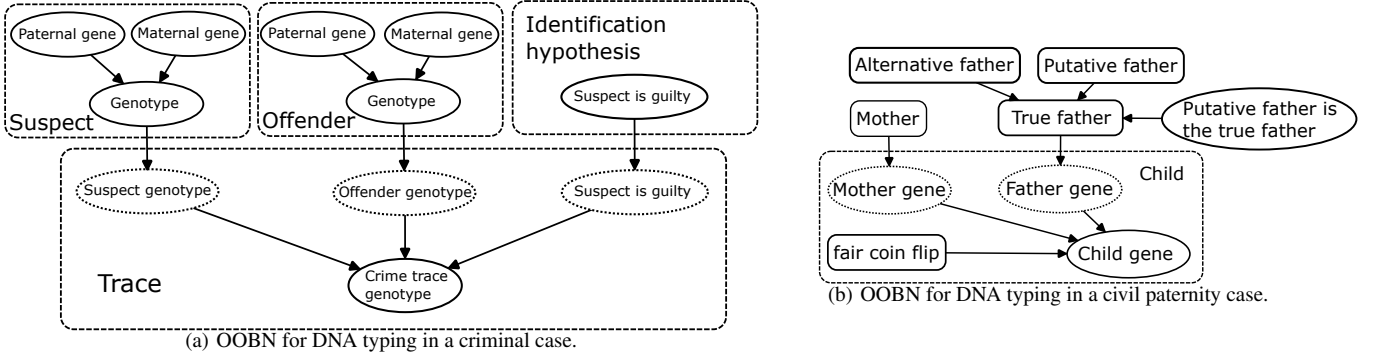 Paternal gene
Maternal gene
Genotype
Suspect
Paternal gene
Maternal gene
Genotype
Offender
Identification
hypothesis
Suspect is guilty
Suspect genotype
Offender genotype
Suspect is guilty
Trace
Crime trace
genotype
(a) OOBN for DNA typing in a criminal case.
Alternative father
Putative father
Mother
True father
Putative father is
the true father
Child
Mother gene
Father gene
fair coin flip
Child gene
(b) OOBN for DNA typing in a civil paternity case.